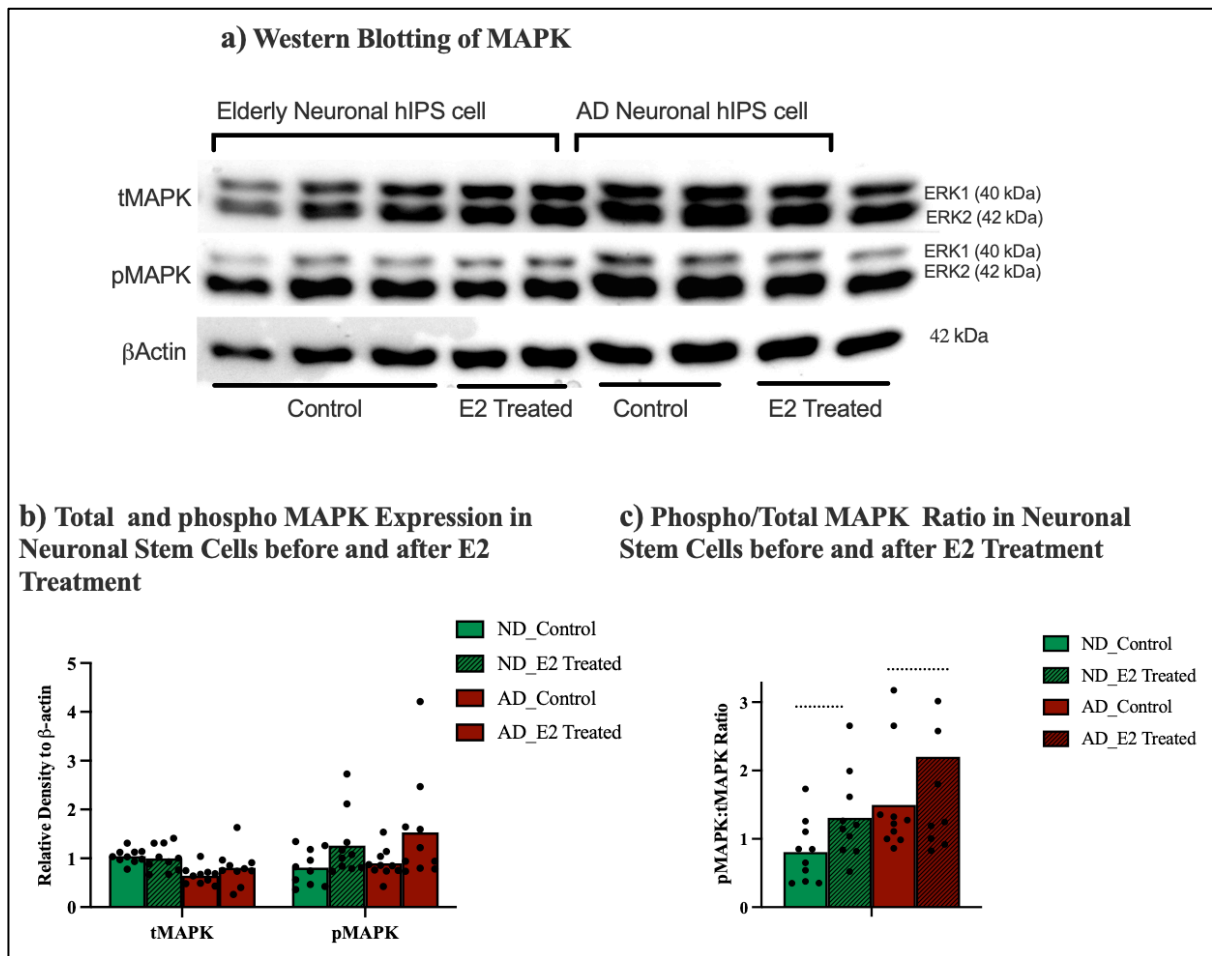 a) Western Blotting of MAPK
Elderly Neuronal hIPS cell
AD Neuronal hIPS cell
tMAPK
ERK1 (40 kDa)
ERK2 (42 kDa)
pMAPK
ERK1 (40 kDa)
ERK2 (42 kDa)
βActin
42 kDa
Control
E2 Treated
Control
E2 Treated
b) Total and phospho MAPK Expression in
Neuronal Stem Cells before and after E2
Treatment
ND_Control
ND_E2 Treated
AD_Control
AD_E2 Treated
Relative Density to β-actin
5
4
3
2
1
0
tMAPK
pMAPK
c) Phospho/Total MAPK Ratio in Neuronal
Stem Cells before and after E2 Treatment
ND_Control
ND_E2 Treated
AD_Control
AD_E2 Treated
pMAPK:tMAPK Ratio
3
2
1
0